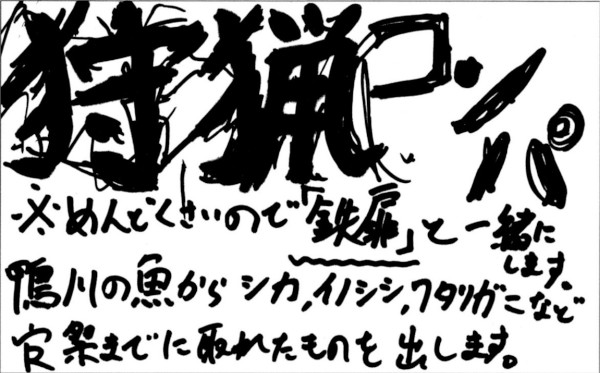 狩猟コンパ
※めんどくさいので「鉄扉」と一緒に
します。
鴨川の魚からシカ,イノシシ,ワタリガニなど
寮祭までに取れたものを出します。